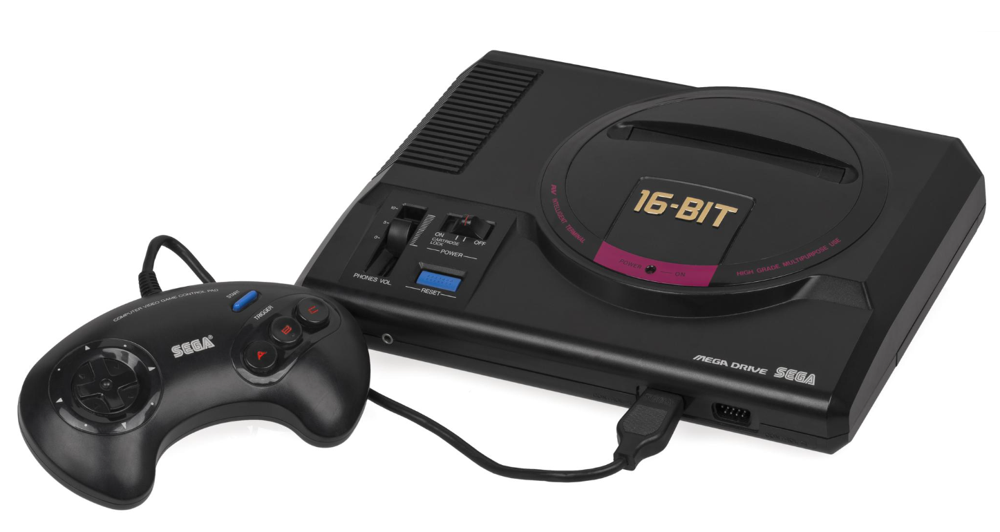 16-BIT
AV INTELLIGENT TERMINAL
HIGH GRADE MULTIPURPOSE USE
POWER ON
10
5
0
PHONES VOL
ON
OFF
CARTRIDGE
LOCK
POWER
RESET
MEGA DRIVE SEGA
COMPUTER VIDEO GAME CONTROL PAD
START
TRIGGER
SEGA®
A
B
C